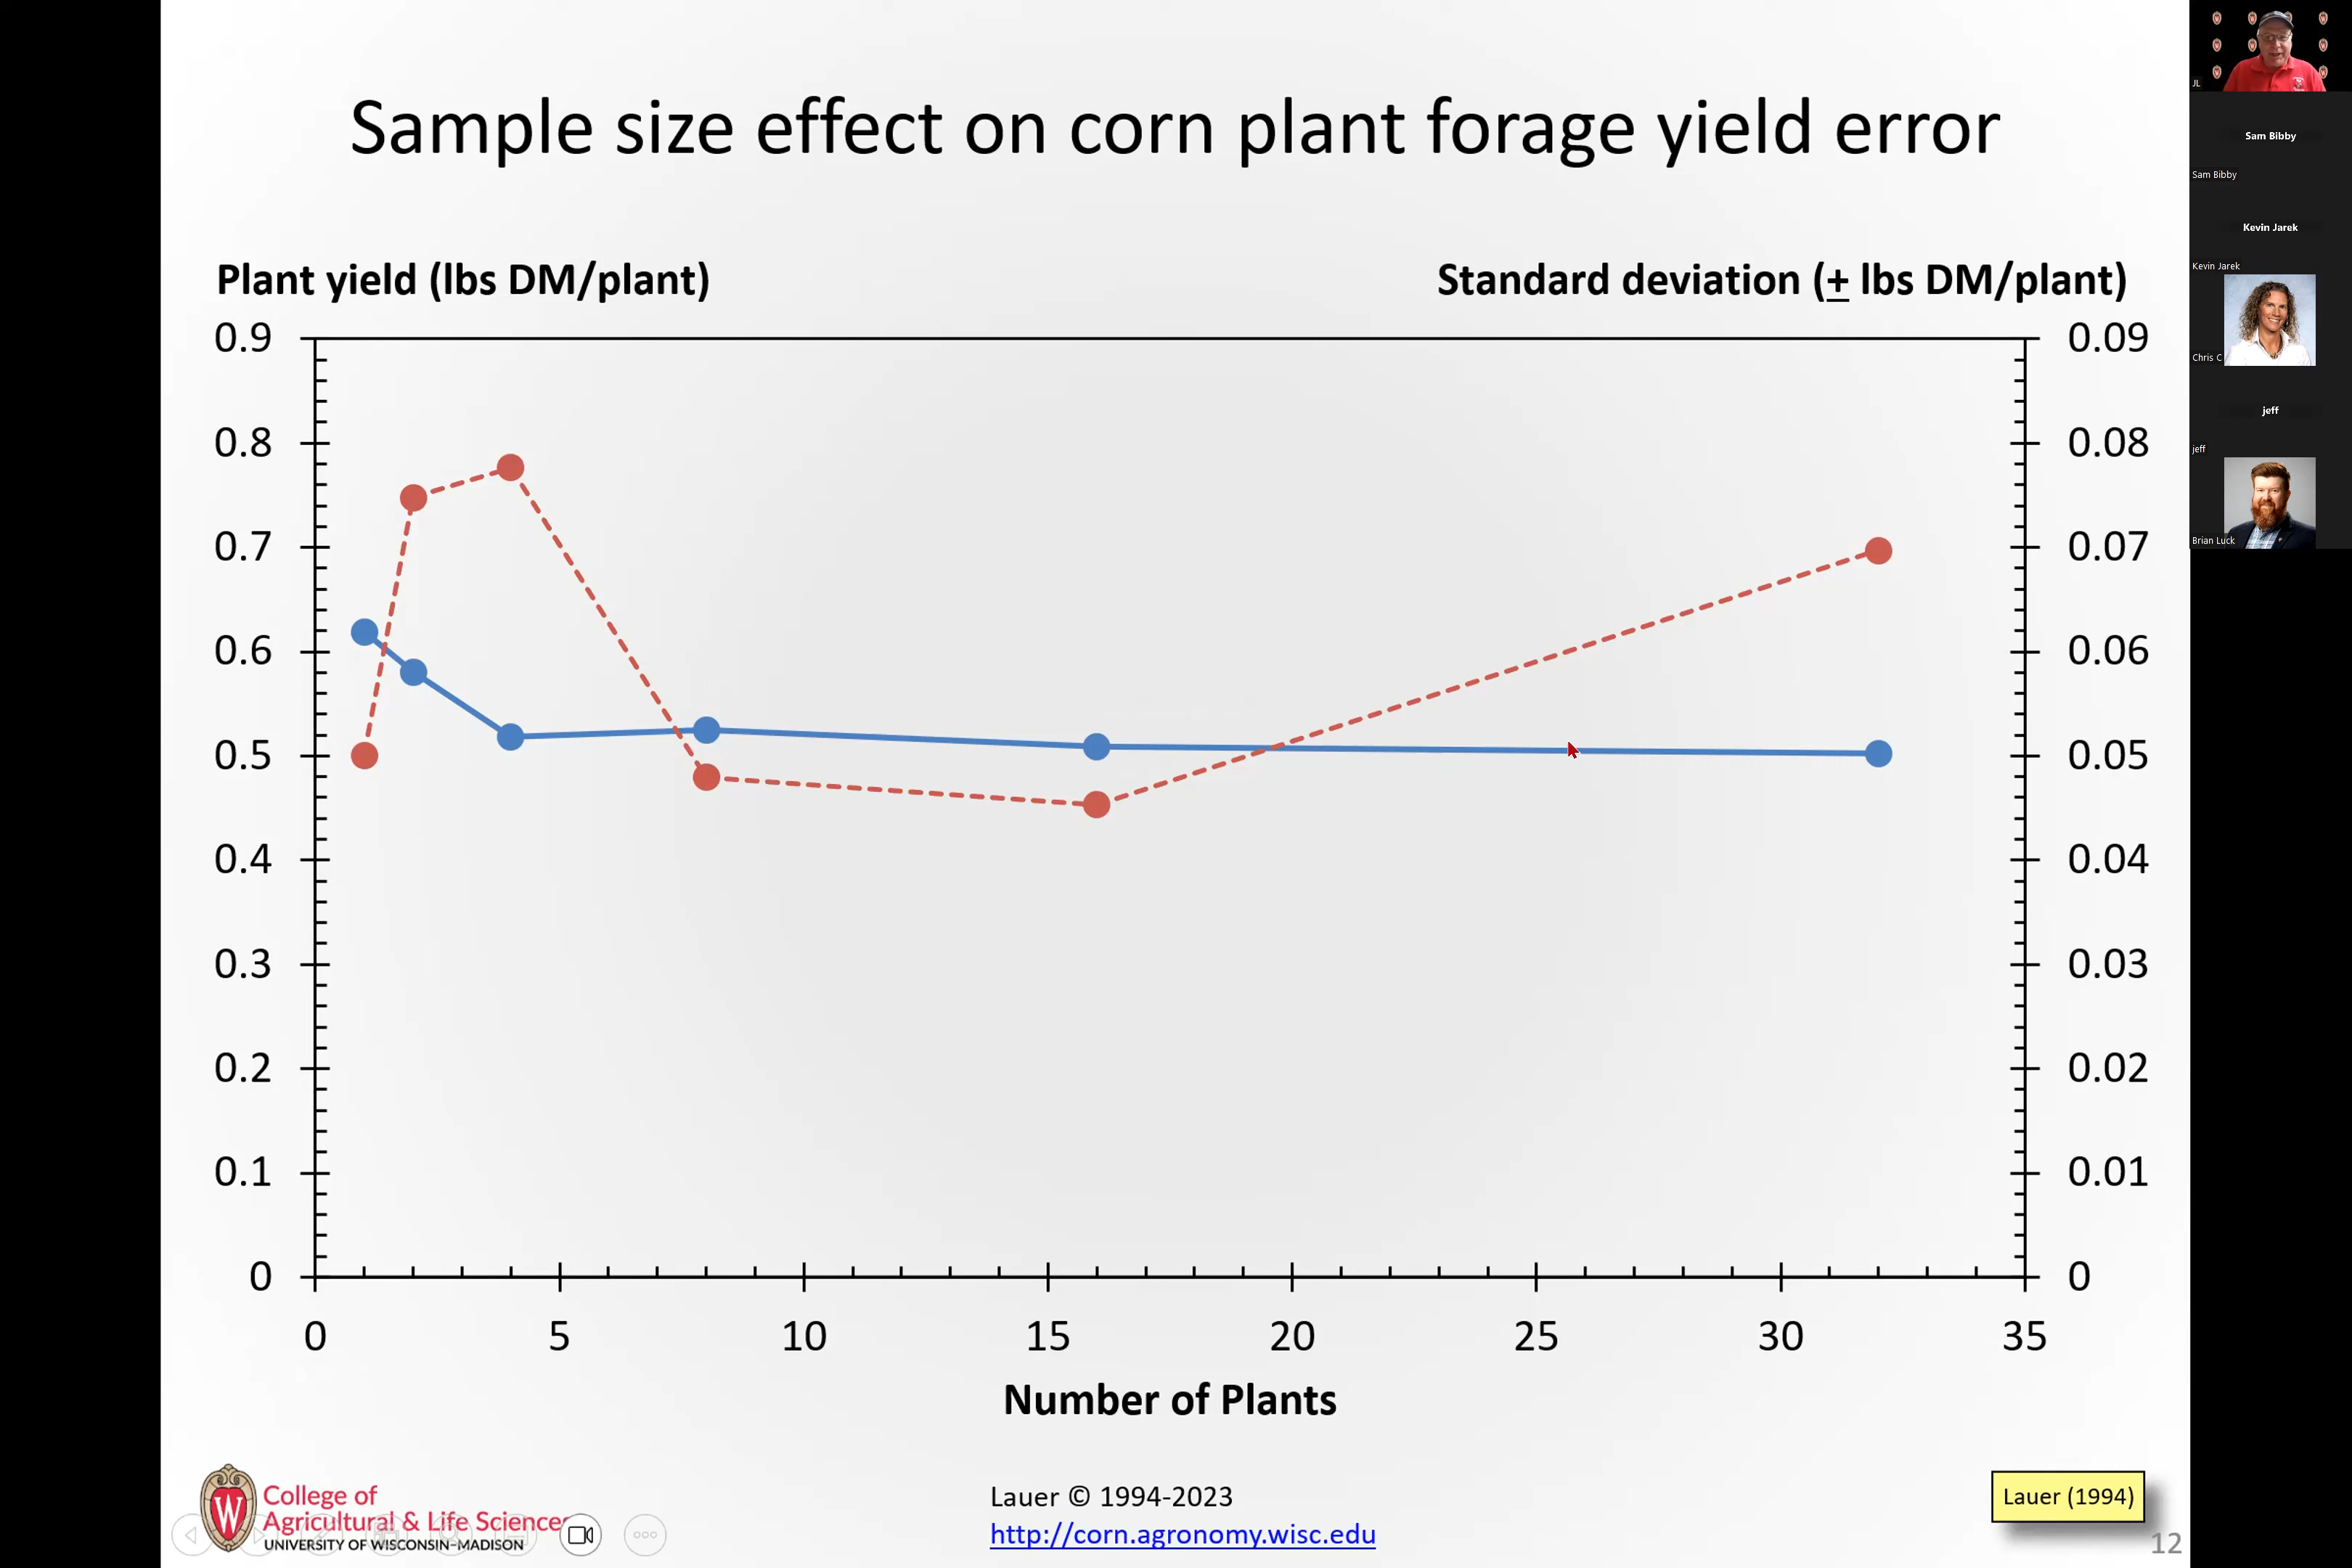 Sample size effect on corn plant forage yield error
Plant yield (lbs DM/plant)
Standard deviation (+ lbs DM/plant)
0.9
0.8
0.7
0.6
0.5
0.4
0.3
0.2
0.1
0
0.09
0.08
0.07
0.06
0.05
0.04
0.03
0.02
0.01
0
0 5 10 15 20 25 30 35
Number of Plants
W
College of
Agricultural & Life Sciences
UNIVERSITY OF WISCONSIN-MADISON
Lauer © 1994-2023
http://corn.agronomy.wisc.edu
Lauer (1994)
12
JL
Sam Bibby
Sam Bibby
Kevin Jarek
Kevin Jarek
Chris C
jeff
jeff
Brian Luck